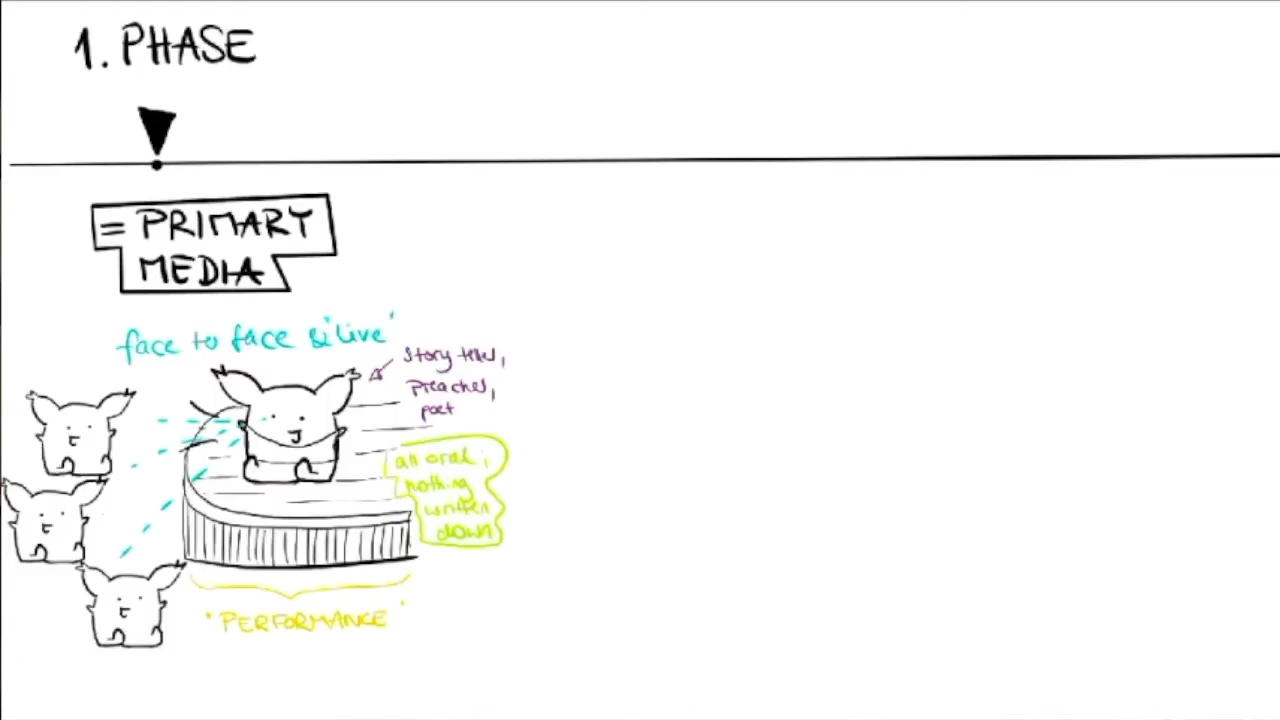 1. PHASE
= PRIMARY
MEDIA
face to face & 'live'
story teller,
preacher,
poet
all oral,
nothing
written
down
'PERFORMANCE'